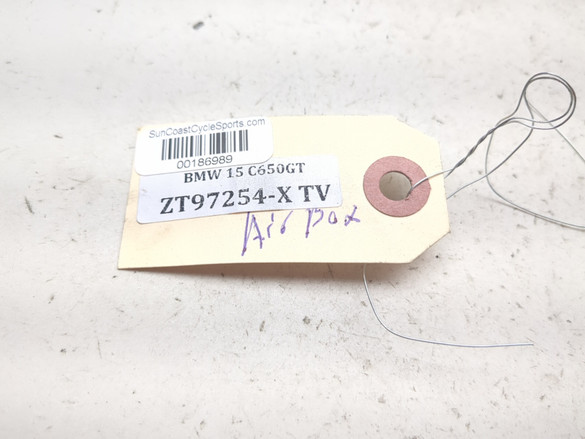 SunCoastCycleSports.com
00186989
BMW 15 C650GT
ZT97254-X TV
Air Box